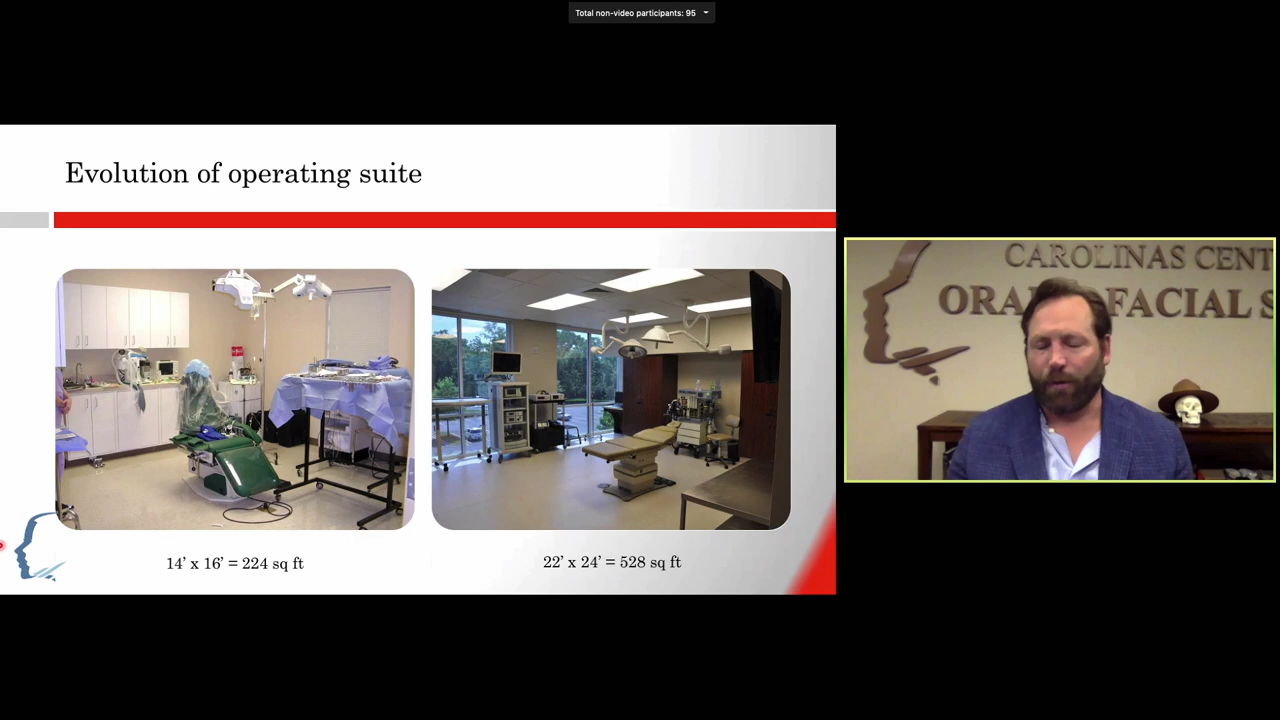 Total non-video participants: 95
Evolution of operating suite
14’ x 16’ = 224 sq ft
22’ x 24’ = 528 sq ft
CAROLINAS CENT
ORA FACIAL S